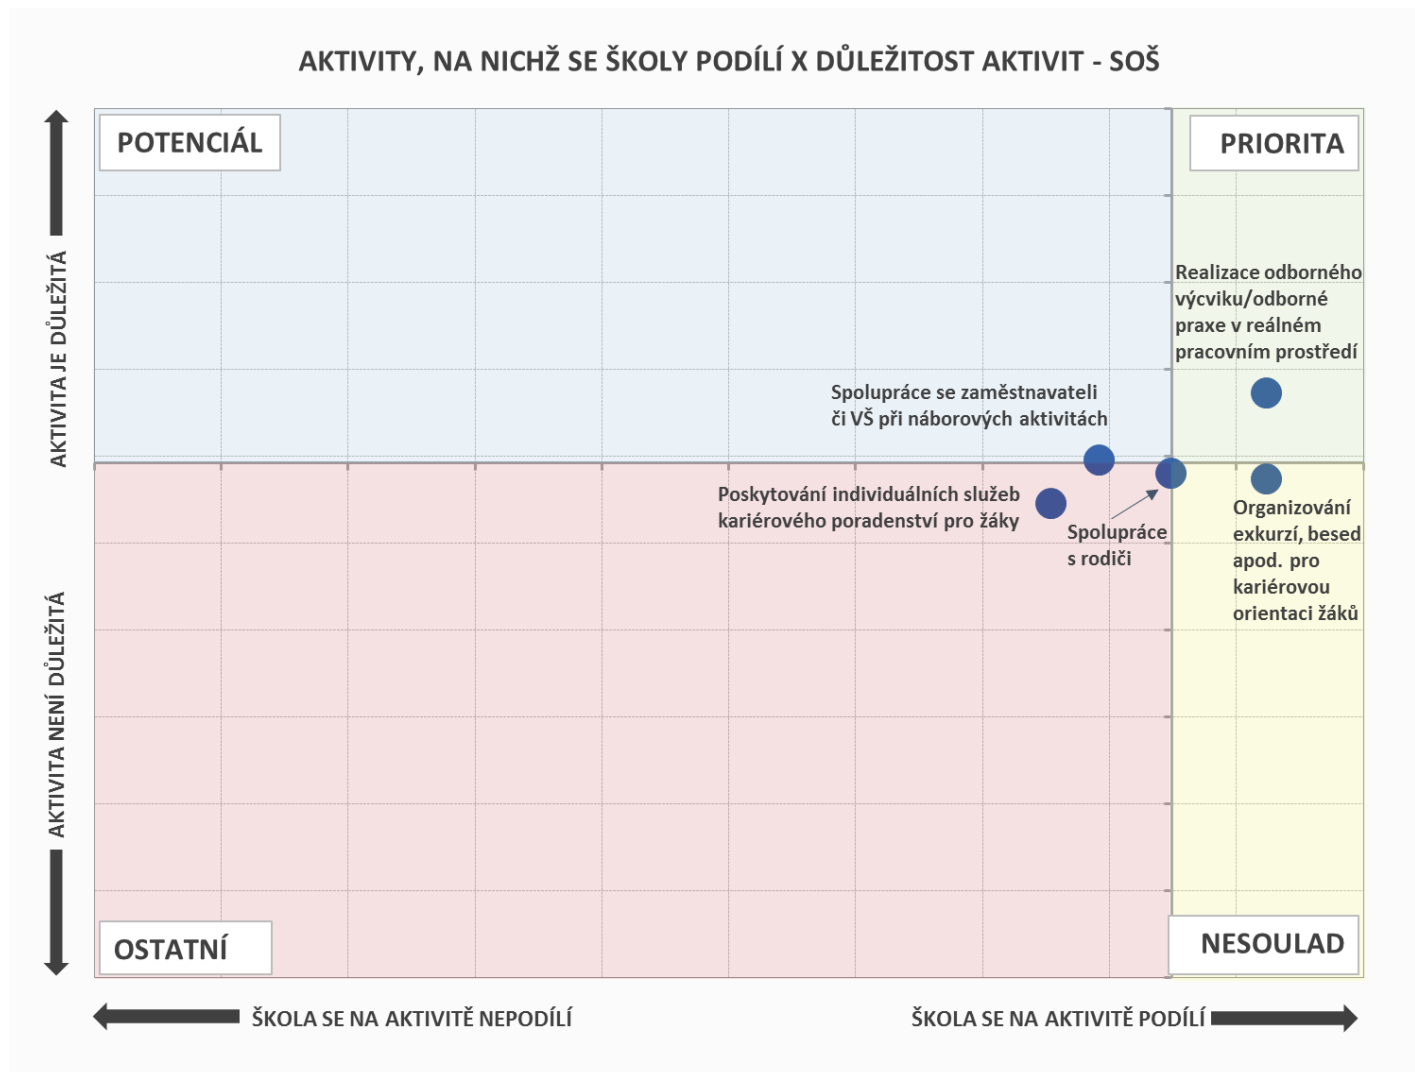 AKTIVITY, NA NICHŽ SE ŠKOLY PODÍLÍ X DŮLEŽITOST AKTIVIT - SOŠ
POTENCIÁL
PRIORITA
AKTIVITA JE DŮLEŽITÁ
Realizace odborného
výcviku/odborné
praxe v reálném
pracovním prostředí
Spolupráce se zaměstnavateli
či VŠ při náborových aktivitách
Poskytování individuálních služeb
kariérového poradenství pro žáky
Spolupráce
s rodiči
Organizování
exkurzí, besed
apod. pro
kariérovou
orientaci žáků
AKTIVITA NENÍ DŮLEŽITÁ
OSTATNÍ
NESOULAD
ŠKOLA SE NA AKTIVITĚ NEPODÍLÍ
ŠKOLA SE NA AKTIVITĚ PODÍLÍ